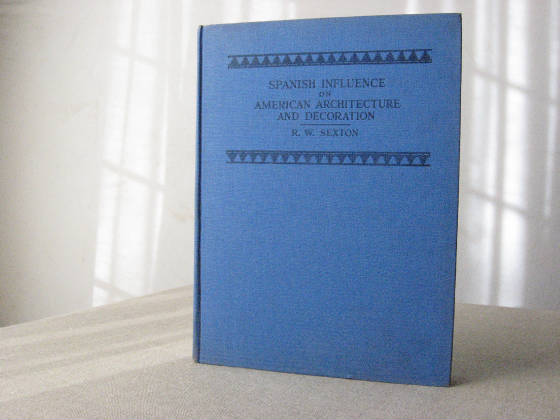 SPANISH INFLUENCE
ON
AMERICAN ARCHITECTURE
AND DECORATION
R. W. SEXTON